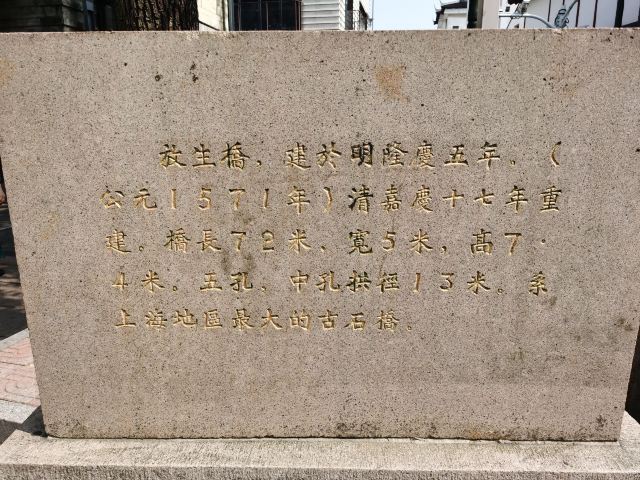 放生橋，建於明隆慶五年。（
公元1571年）清嘉慶十七年重
建。橋長72米，寬5米，高7·
4米。五孔，中孔拱徑13米。系
上海地區最大的古石橋。